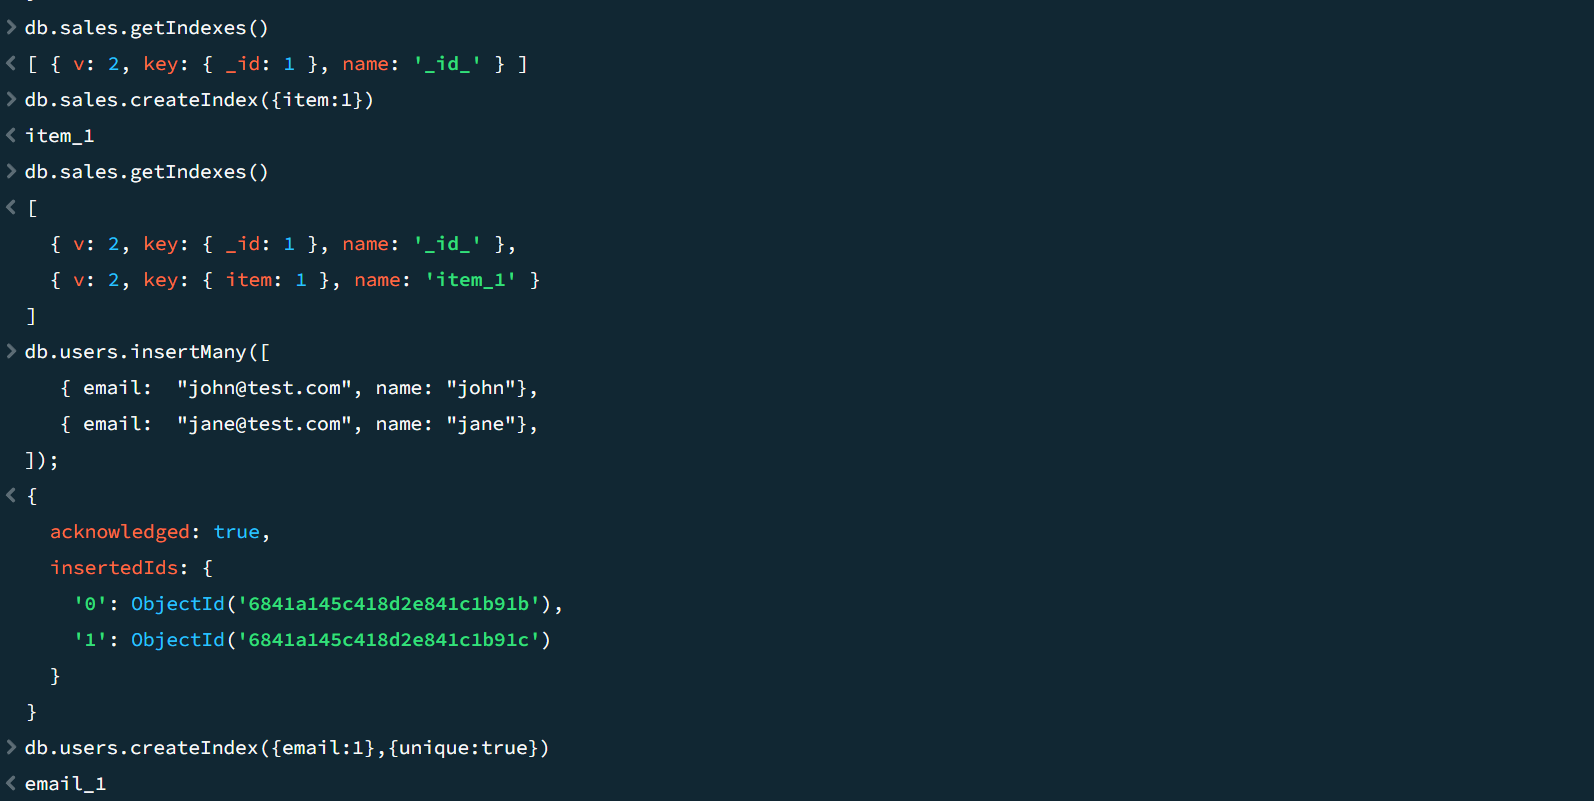 > db.sales.getIndexes()
< [ { v: 2, key: { _id: 1 }, name: '_id_' } ]
> db.sales.createIndex({item:1})
< item_1
> db.sales.getIndexes()
< [
    { v: 2, key: { _id: 1 }, name: '_id_' },
    { v: 2, key: { item: 1 }, name: 'item_1' }
  ]
> db.users.insertMany([
     { email:  "john@test.com", name: "john"},
     { email:  "jane@test.com", name: "jane"},
  ]);
< {
    acknowledged: true,
    insertedIds: {
      '0': ObjectId('6841a145c418d2e841c1b91b'),
      '1': ObjectId('6841a145c418d2e841c1b91c')
    }
  }
> db.users.createIndex({email:1},{unique:true})
< email_1